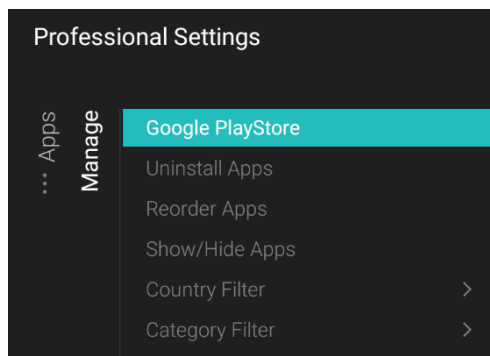 Professional Settings
... Apps
Manage
Google PlayStore
Uninstall Apps
Reorder Apps
Show/Hide Apps
Country Filter
Category Filter